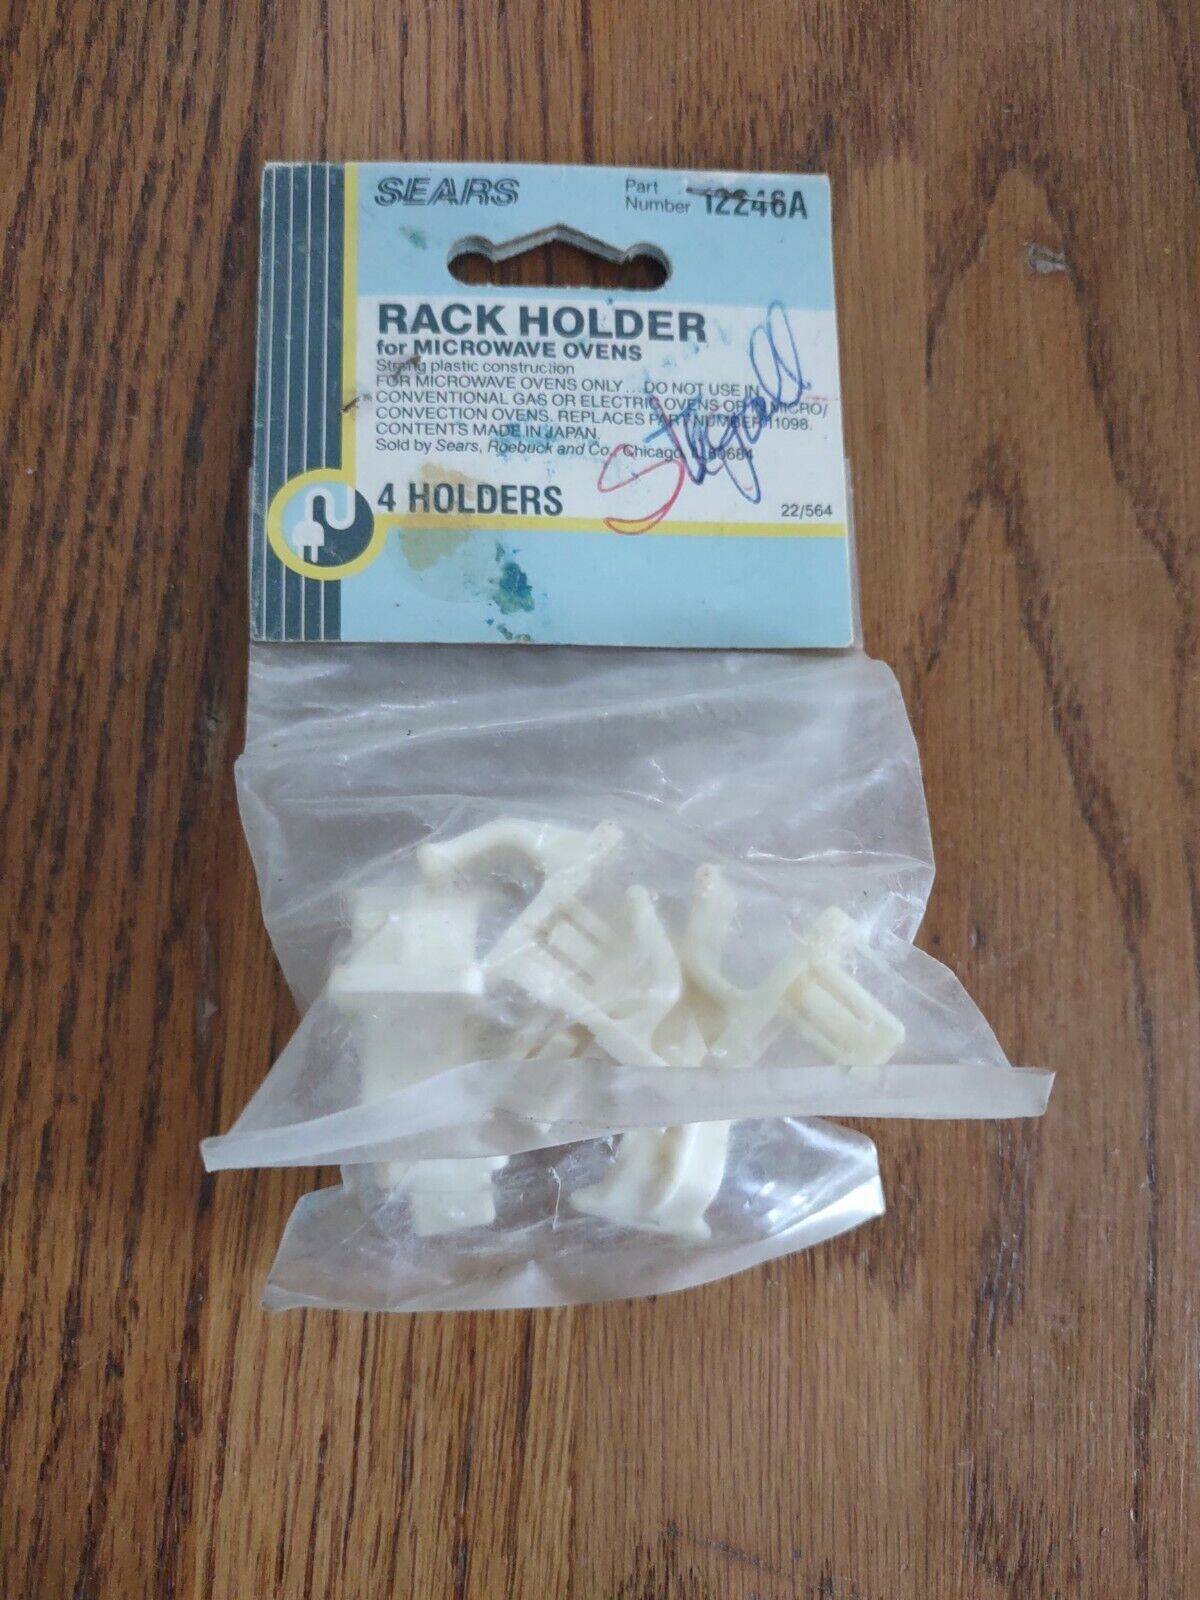 SEARS
Part
Number 12246A
RACK HOLDER
for MICROWAVE OVENS
Strong plastic construction
FOR MICROWAVE OVENS ONLY...DO NOT USE IN
CONVENTIONAL GAS OR ELECTRIC OVENS OR MICRO/
CONVECTION OVENS. REPLACES PART NUMBER 11098.
CONTENTS MADE IN JAPAN.
Sold by Sears, Roebuck and Co., Chicago, IL 60684
4 HOLDERS
22/564